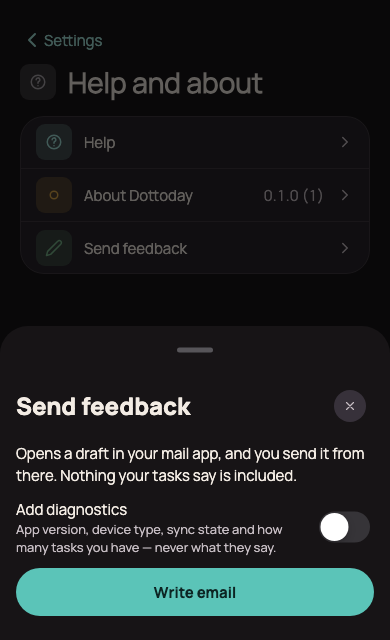 Settings
Help and about
Help
About Dottoday 0.1.0 (1)
Send feedback
Send feedback
Opens a draft in your mail app, and you send it from
there. Nothing your tasks say is included.
Add diagnostics
App version, device type, sync state and how
many tasks you have — never what they say.
Write email